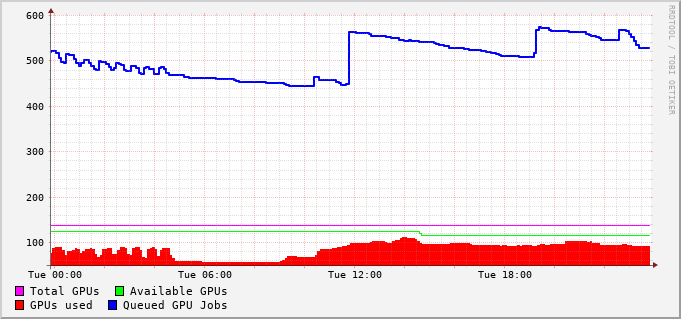 600
500
400
300
200
100
Tue 00:00 Tue 06:00 Tue 12:00 Tue 18:00
Total GPUs Available GPUs
GPUs used Queued GPU Jobs
RRDTOOL / TOBI OETIKER